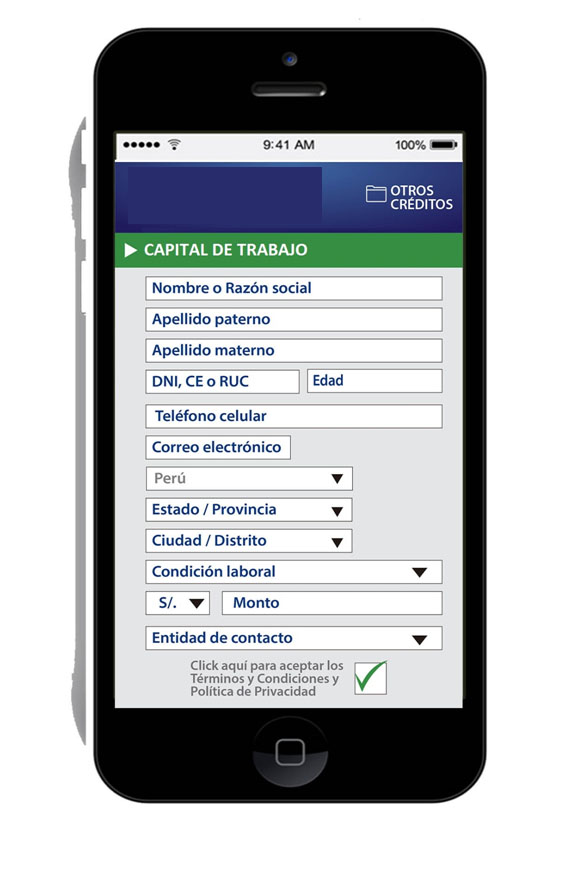 9:41 AM 100%
OTROS
CRÉDITOS
CAPITAL DE TRABAJO
Nombre o Razón social
Apellido paterno
Apellido materno
DNI, CE o RUC Edad
Teléfono celular
Correo electrónico
Perú
Estado / Provincia
Ciudad / Distrito
Condición laboral
S/. Monto
Entidad de contacto
Click aquí para aceptar los
Términos y Condiciones y
Política de Privacidad